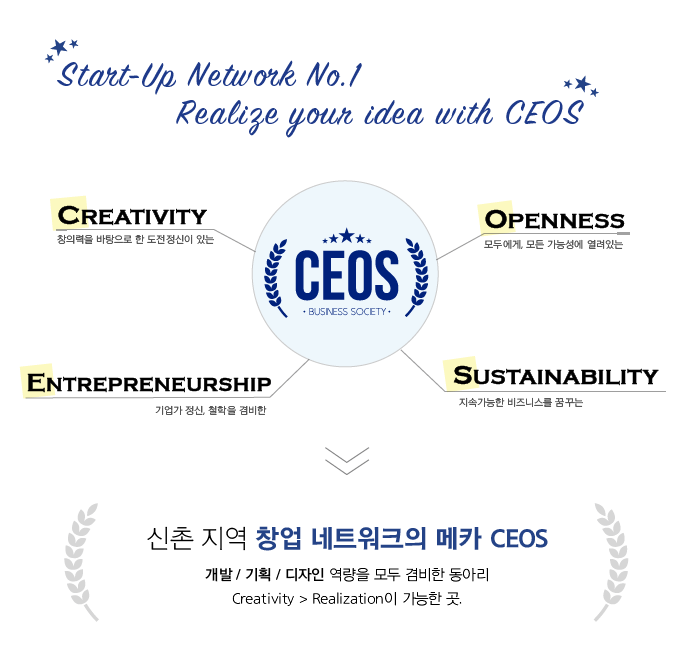 Start-Up Network No.1
Realize your idea with CEOS
CREATIVITY
창의력을 바탕으로 한 도전정신이 있는
OPENNESS
모두에게, 모든 가능성에 열려있는
CEOS
· BUSINESS SOCIETY ·
ENTREPRENEURSHIP
기업가 정신, 철학을 겸비한
SUSTAINABILITY
지속가능한 비즈니스를 꿈꾸는
신촌 지역 창업 네트워크의 메카 CEOS
개발 / 기획 / 디자인 역량을 모두 겸비한 동아리
Creativity > Realization이 가능한 곳.